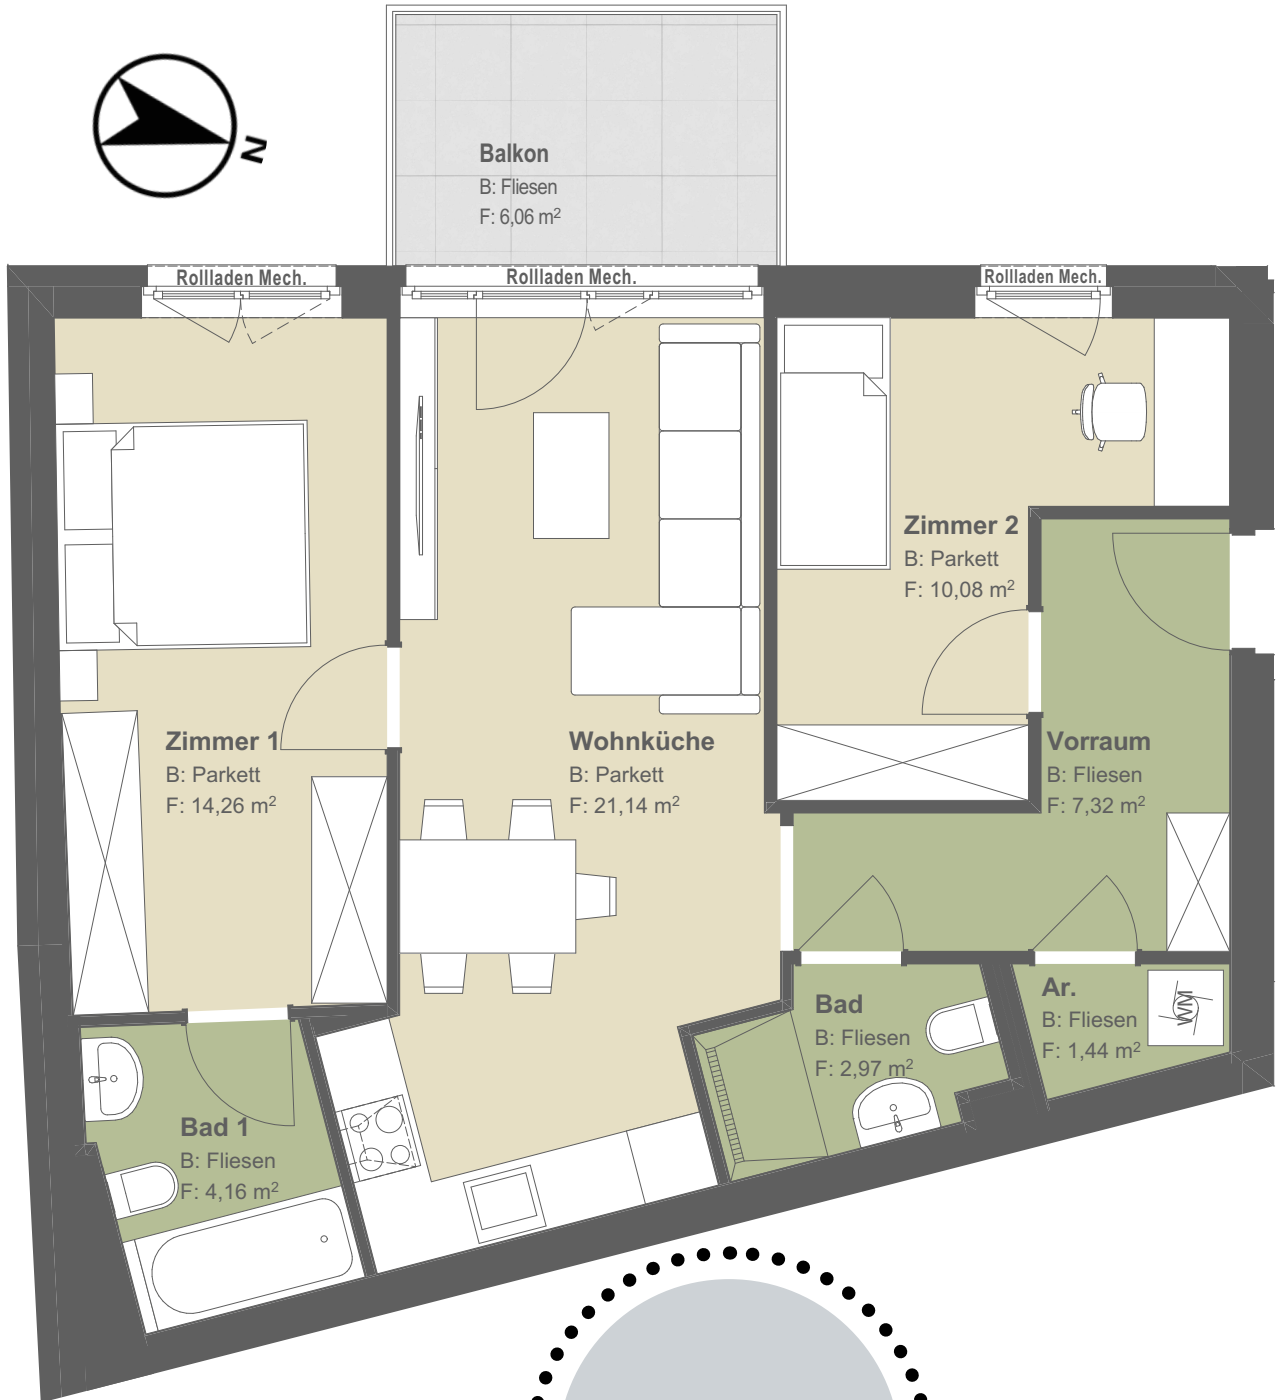 N
Balkon
B: Fliesen
F: 6,06 m²
Rollladen Mech.
Rollladen Mech.
Rollladen Mech.
Zimmer 2
B: Parkett
F: 10,08 m²
Zimmer 1
B: Parkett
F: 14,26 m²
Wohnküche
B: Parkett
F: 21,14 m²
Vorraum
B: Fliesen
F: 7,32 m²
Bad
B: Fliesen
F: 2,97 m²
Ar.
B: Fliesen
F: 1,44 m²
WM
Bad 1
B: Fliesen
F: 4,16 m²